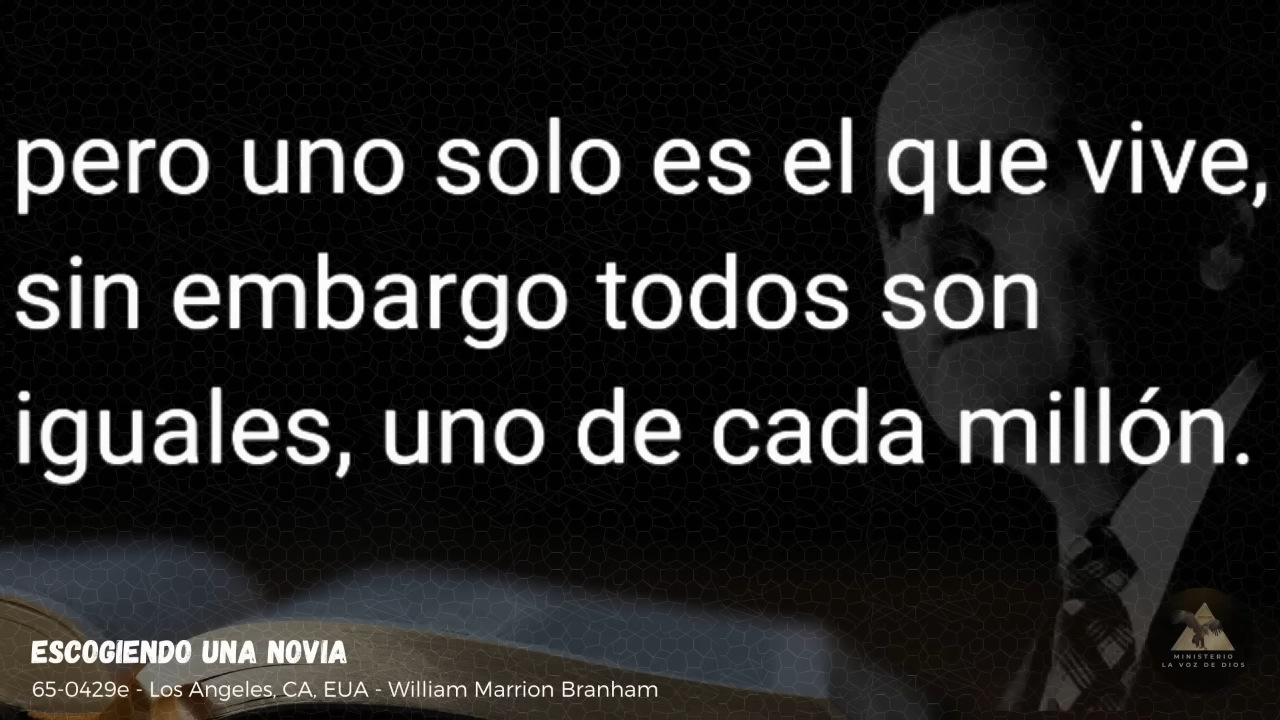 pero uno solo es el que vive,
sin embargo todos son
iguales, uno de cada millón.
ESCOGIENDO UNA NOVIA
65-0429e - Los Angeles, CA, EUA - William Marrion Branham
MINISTERIO
LA VOZ DE DIOS